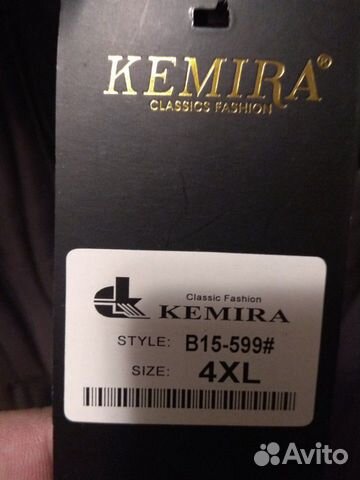 KEMIRA®
CLASSICS FASHION
Classic Fashion
KEMIRA
STYLE: B15-599#
SIZE: 4XL
Avito